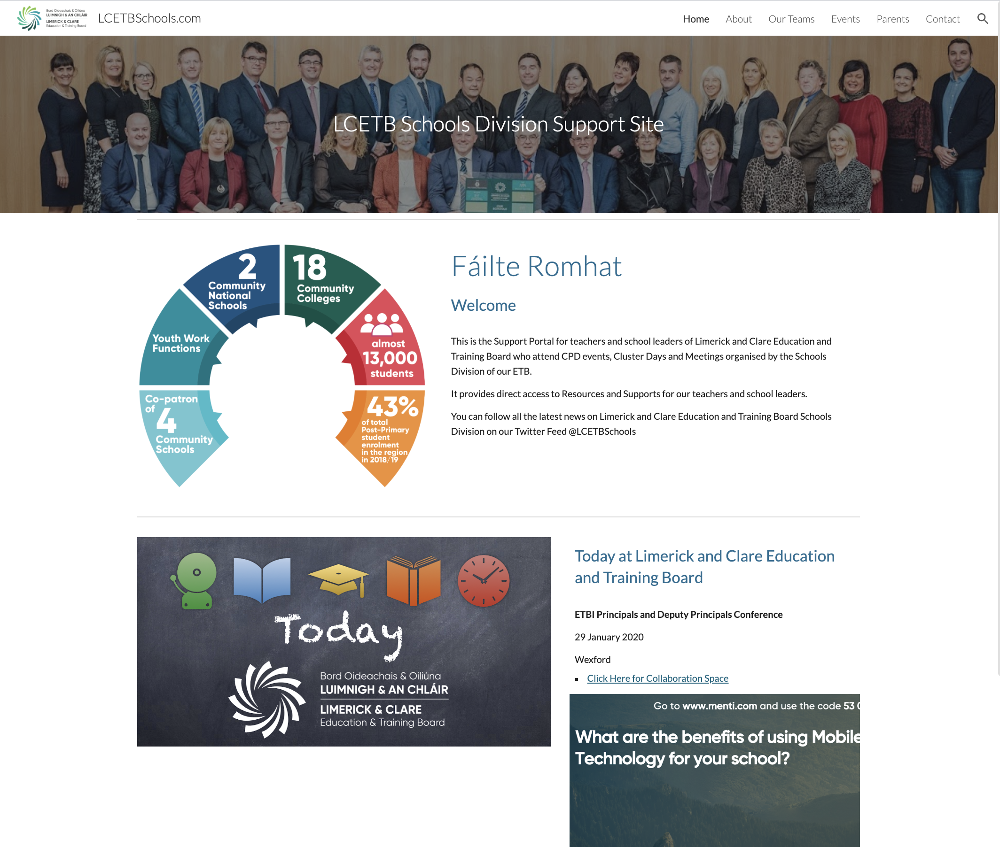 Bord Oideachais & Oiliúna
LUIMNIGH & AN CHLÁIR
LIMERICK & CLARE
Education & Training Board
LCETBSchools.com
Home
About
Our Teams
Events
Parents
Contact
LCETB Schools Division Support Site
2
Community
National
Schools
18
Community
Colleges
Youth Work
Functions
almost
13,000
students
Co-patron
of
4
Community
Schools
43%
of total
Post-Primary
student
enrolment
in the region
in 2018/19
Fáilte Romhat
Welcome
This is the Support Portal for teachers and school leaders of Limerick and Clare Education and
Training Board who attend CPD events, Cluster Days and Meetings organised by the Schools
Division of our ETB.
It provides direct access to Resources and Supports for our teachers and school leaders.
You can follow all the latest news on Limerick and Clare Education and Training Board Schools
Division on our Twitter Feed @LCETBSchools
Today
Bord Oideachais & Oiliúna
LUIMNIGH & AN CHLÁIR
LIMERICK & CLARE
Education & Training Board
Today at Limerick and Clare Education
and Training Board
ETBI Principals and Deputy Principals Conference
29 January 2020
Wexford
Click Here for Collaboration Space
Go to www.menti.com and use the code 53
What are the benefits of using Mobile
Technology for your school?